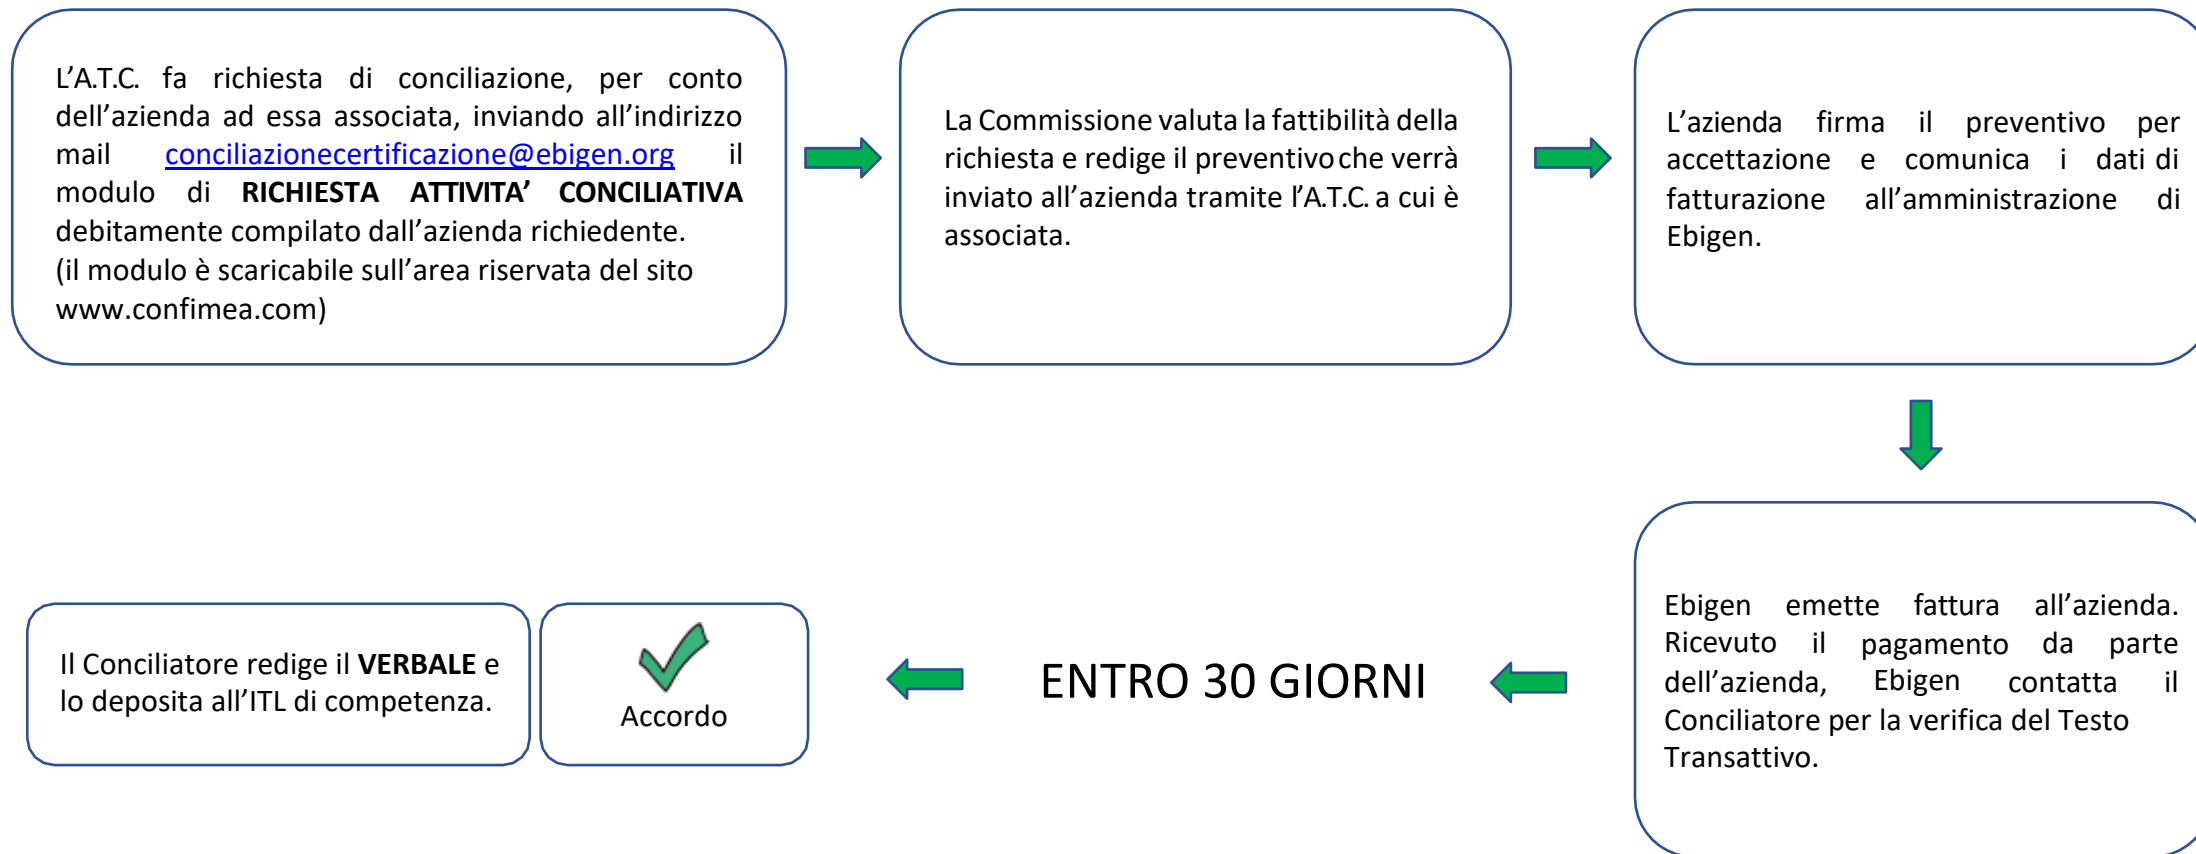 L’A.T.C. fa richiesta di conciliazione, per conto
dell’azienda ad essa associata, inviando all’indirizzo
mail conciliazionecertificazione@ebigen.org il
modulo di RICHIESTA ATTIVITA’ CONCILIATIVA
debitamente compilato dall’azienda richiedente.
(il modulo è scaricabile sull’area riservata del sito
www.confimea.com)
La Commissione valuta la fattibilità della
richiesta e redige il preventivo che verrà
inviato all’azienda tramite l’A.T.C. a cui è
associata.
L’azienda firma il preventivo per
accettazione e comunica i dati di
fatturazione all’amministrazione di
Ebigen.
Ebigen emette fattura all’azienda.
Ricevuto il pagamento da parte
dell’azienda, Ebigen contatta il
Conciliatore per la verifica del Testo
Transattivo.
ENTRO 30 GIORNI
Accordo
Il Conciliatore redige il VERBALE e
lo deposita all’ITL di competenza.